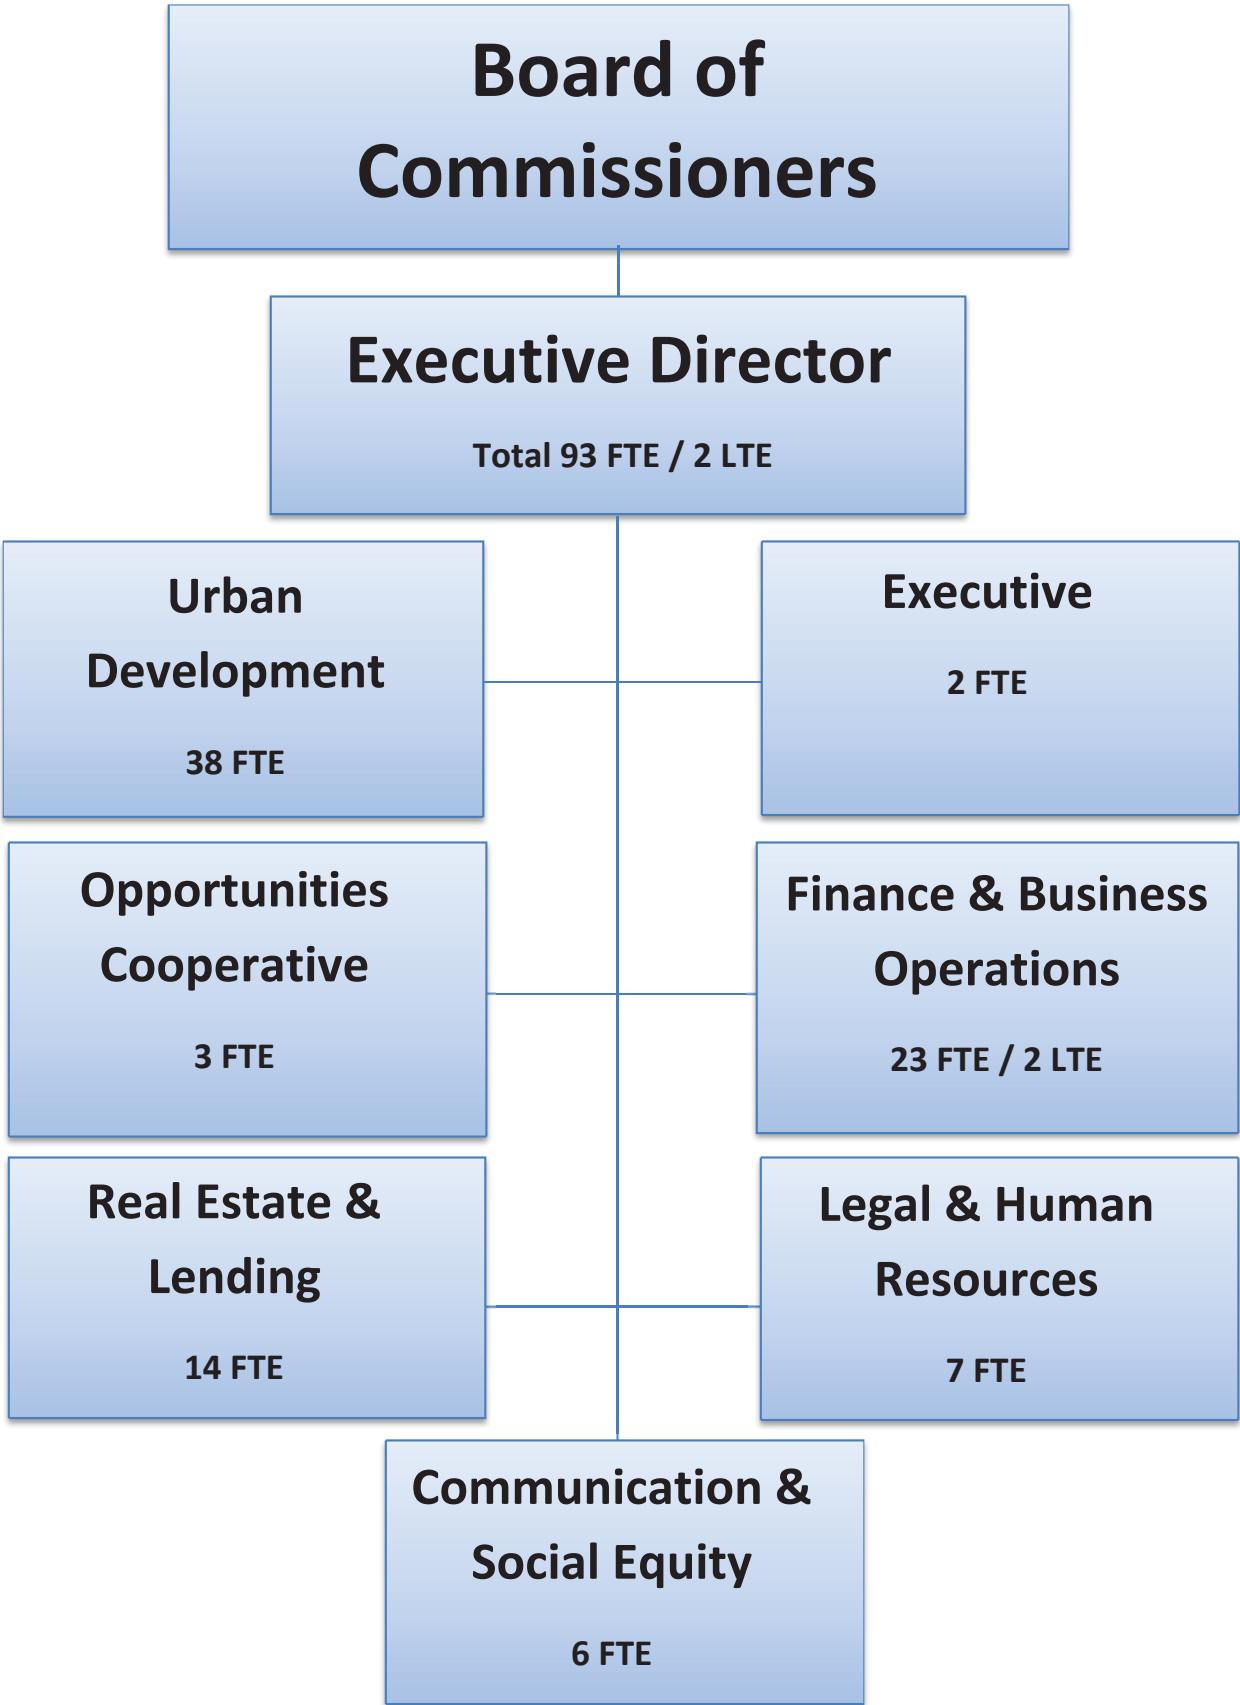 Board of
Commissioners
Executive Director
Total 93 FTE / 2 LTE
Urban
Development
38 FTE
Executive
2 FTE
Opportunities
Cooperative
3 FTE
Finance & Business
Operations
23 FTE / 2 LTE
Real Estate &
Lending
14 FTE
Legal & Human
Resources
7 FTE
Communication &
Social Equity
6 FTE